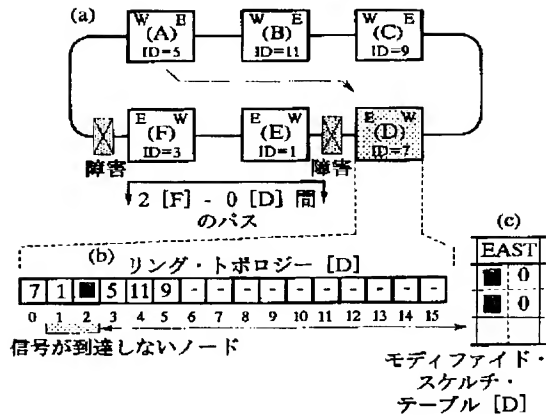 (a)
W E
(A)
ID=5
W E
(B)
ID=11
W E
(C)
ID=9
E W
(F)
ID=3
E W
(E)
ID=1
E W
(D)
ID=7
障害
障害
2 [F] - 0 [D] 間
のパス
(b)
リング・トポロジー [D]
7 1 5 11 9 - - - - - - - - - -
0 1 2 3 4 5 6 7 8 9 10 11 12 13 14 15
信号が到達しないノード
(c)
EAST
0
0
モディファイド・
スケルチ・
テーブル [D]